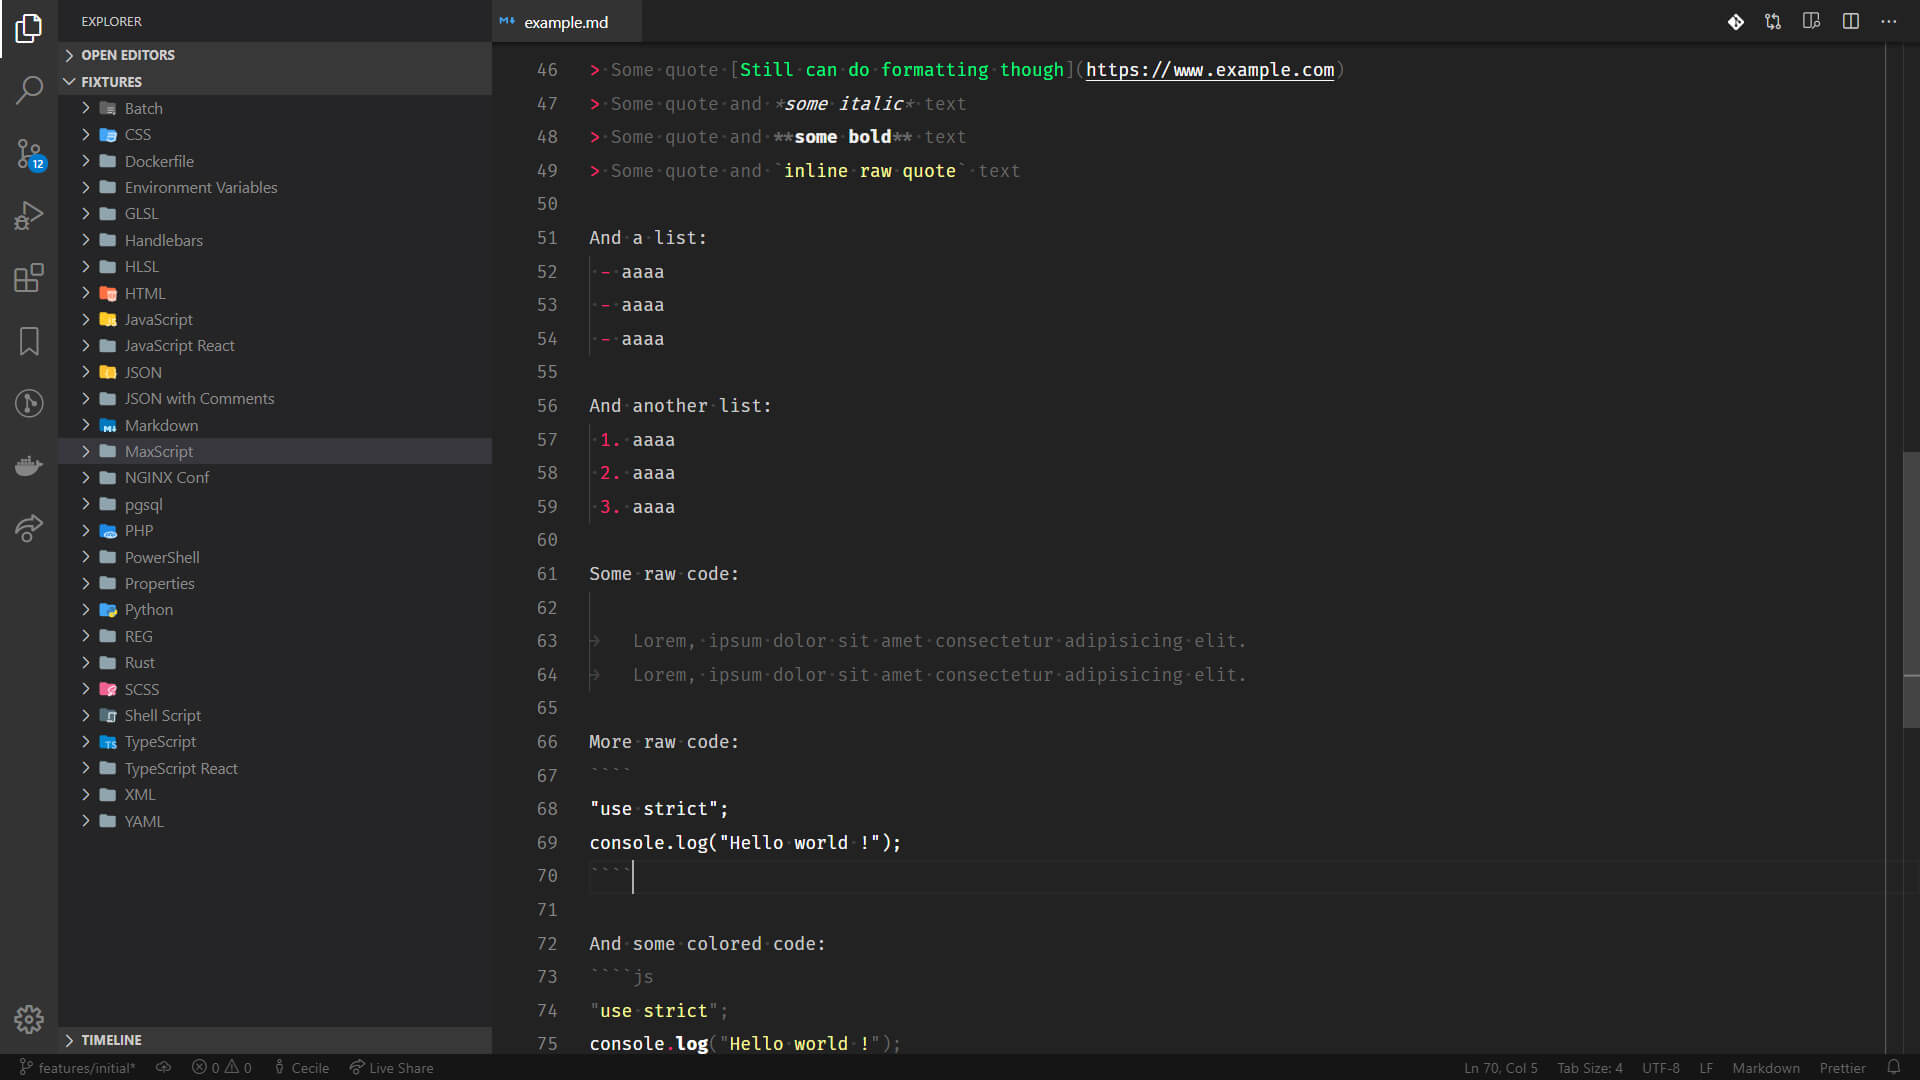 EXPLORER
OPEN EDITORS
FIXTURES
Batch
CSS
Dockerfile
Environment Variables
GLSL
Handlebars
HLSL
HTML
JavaScript
JavaScript React
JSON
JSON with Comments
Markdown
MaxScript
NGINX Conf
pgsql
PHP
PowerShell
Properties
Python
REG
Rust
SCSS
Shell Script
TypeScript
TypeScript React
XML
YAML
TIMELINE
12
example.md
46 > Some quote [Still can do formatting though](https://www.example.com)
47 > Some quote and *some italic* text
48 > Some quote and **some bold** text
49 > Some quote and `inline raw quote` text
50
51 And a list:
52 - aaaa
53 - aaaa
54 - aaaa
55
56 And another list:
57 1. aaaa
58 2. aaaa
59 3. aaaa
60
61 Some raw code:
62
63 Lorem, ipsum dolor sit amet consectetur adipisicing elit.
64 Lorem, ipsum dolor sit amet consectetur adipisicing elit.
65
66 More raw code:
67 ````
68 "use strict";
69 console.log("Hello world !");
70 ````
71
72 And some colored code:
73 ````js
74 "use strict";
75 console.log("Hello world !");
features/initial* 0 0 Cecile Live Share Ln 70, Col 5 Tab Size: 4 UTF-8 LF Markdown Prettier